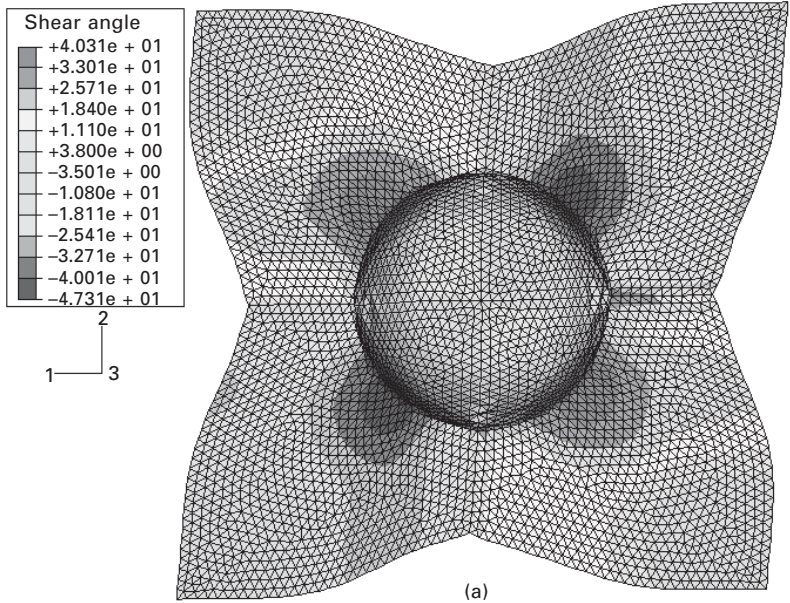 Shear angle
+4.031e + 01
+3.301e + 01
+2.571e + 01
+1.840e + 01
+1.110e + 01
+3.800e + 00
−3.501e + 00
−1.080e + 01
−1.811e + 01
−2.541e + 01
−3.271e + 01
−4.001e + 01
−4.731e + 01
2
1
3
(a)